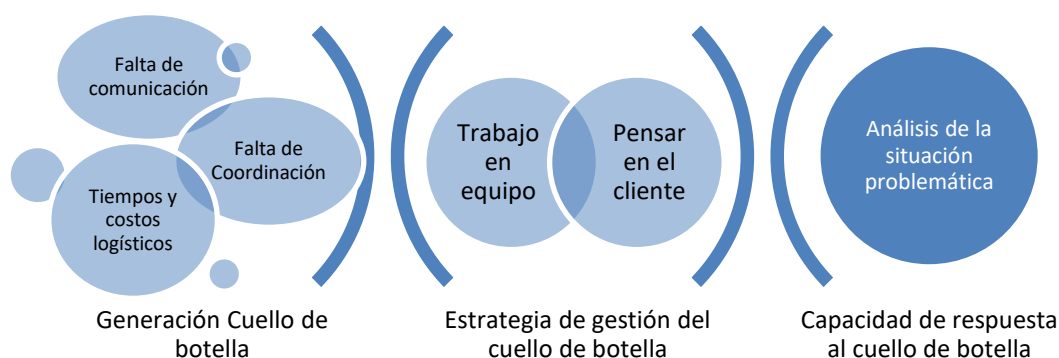 Falta de
comunicación
Falta de
Coordinación
Tiempos y
costos
logísticos
Generación Cuello de
botella
Trabajo
en
equipo
Pensar
en el
cliente
Estrategia de gestión del
cuello de botella
Análisis de la
situación
problemática
Capacidad de respuesta
al cuello de botella